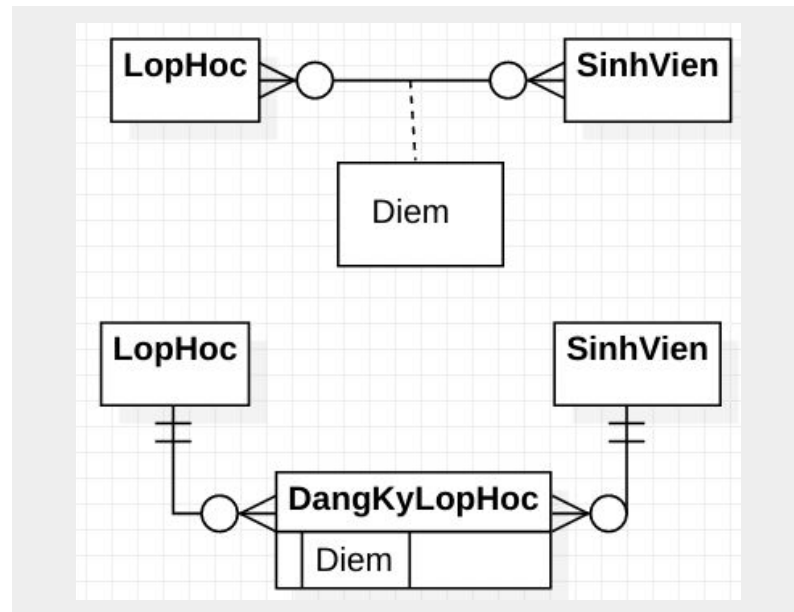 LopHoc
SinhVien
Diem
LopHoc
SinhVien
DangKyLopHoc
Diem